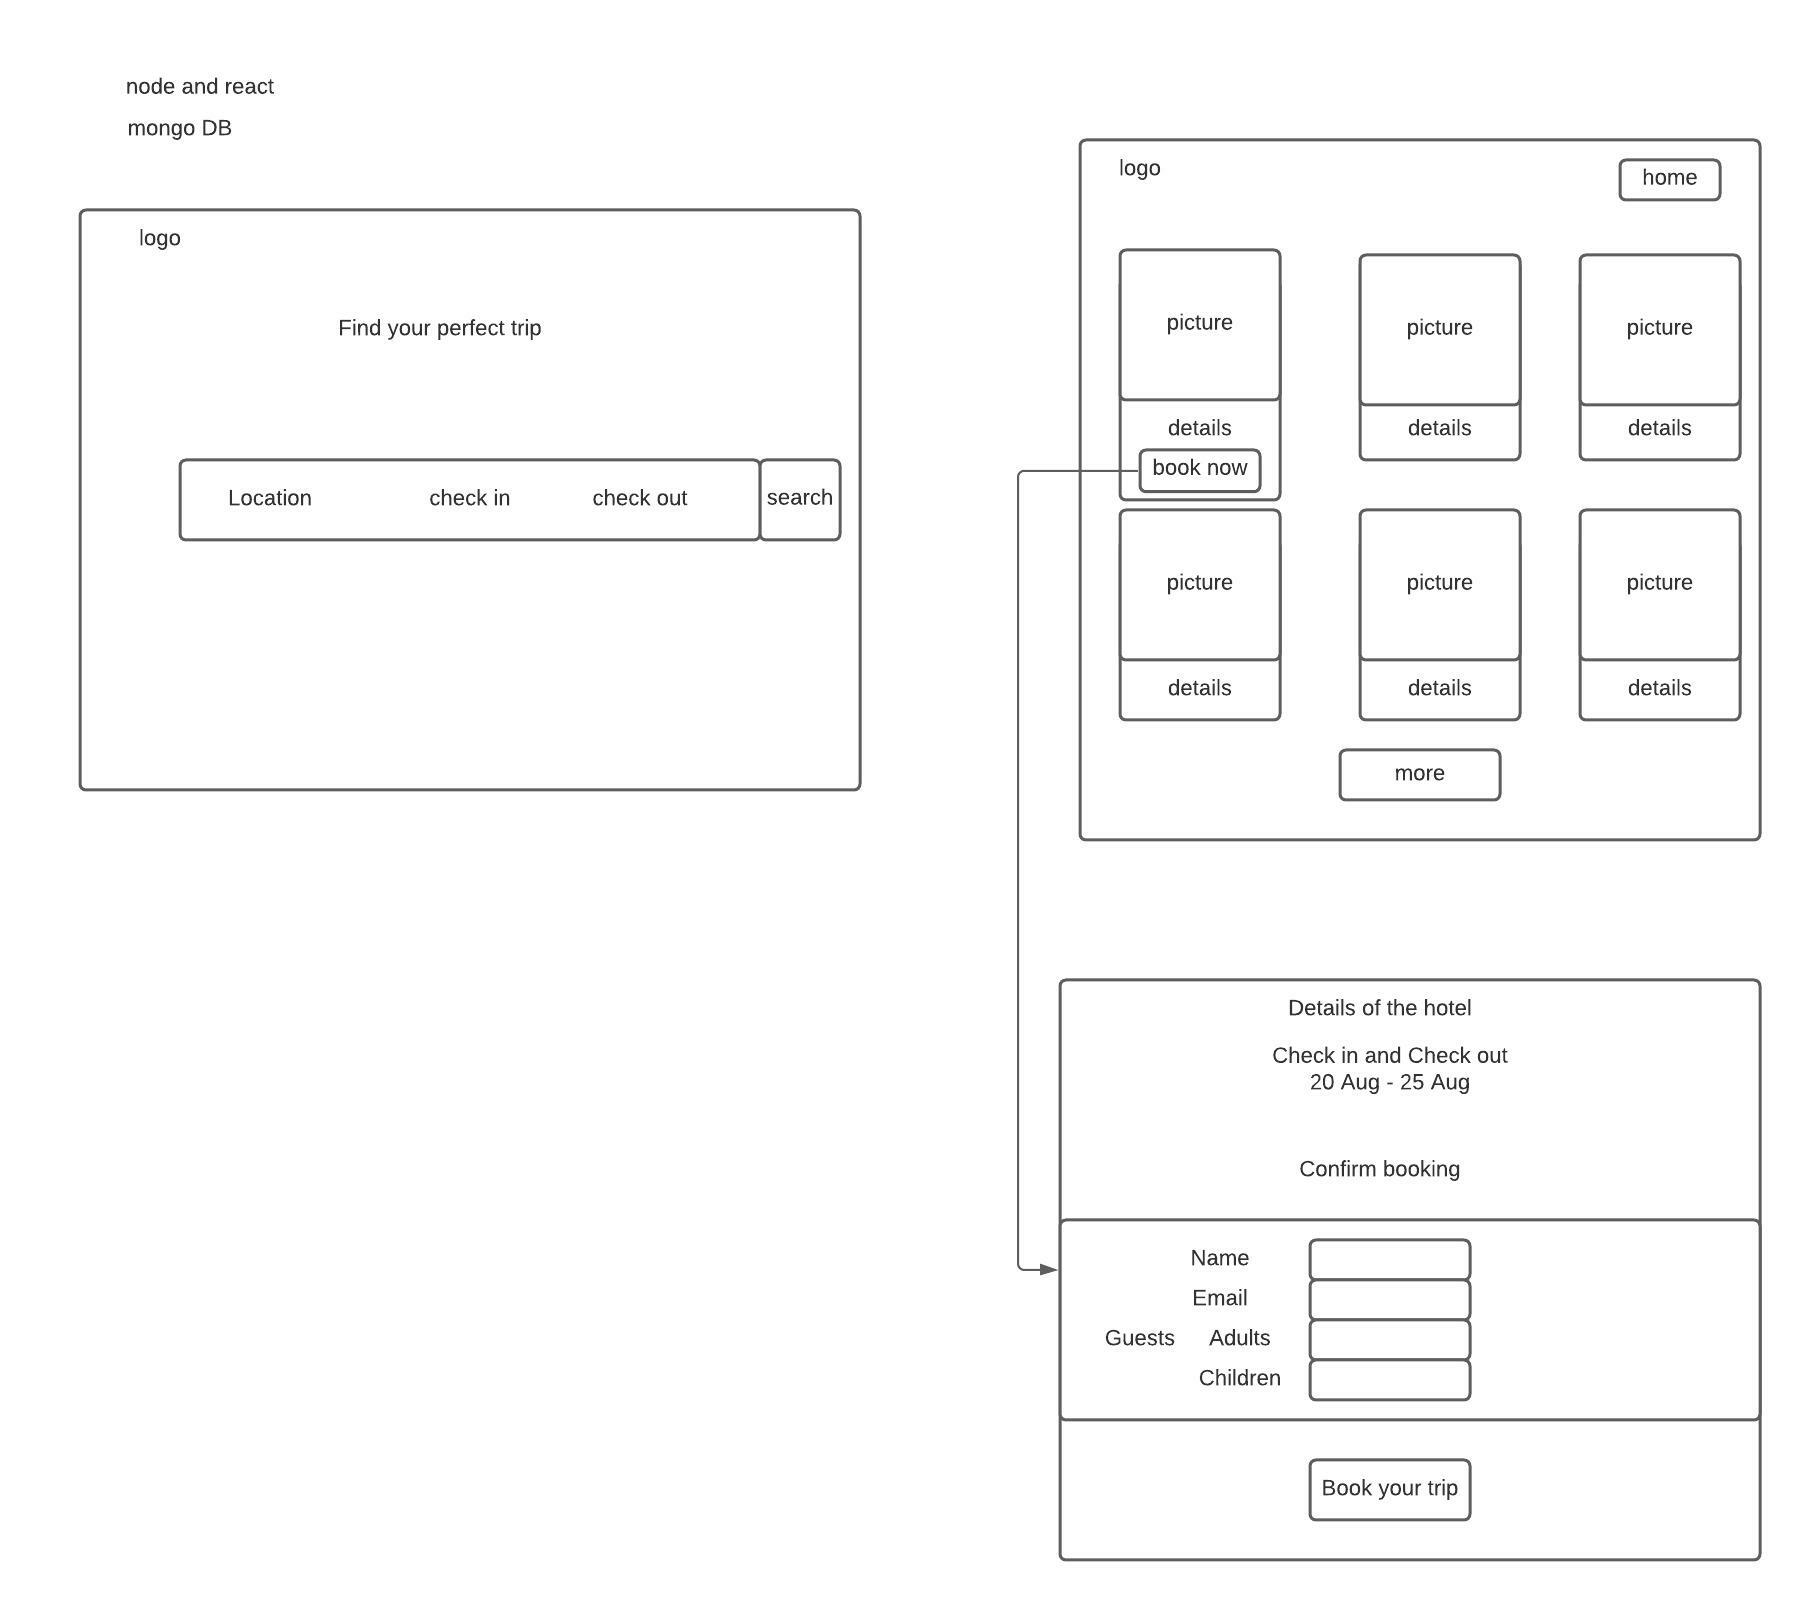 node and react
mongo DB
logo
Find your perfect trip
Location check in check out search
logo home
picture picture picture
details details details
book now
picture picture picture
details details details
more
Details of the hotel
Check in and Check out
20 Aug - 25 Aug
Confirm booking
Name
Email
Guests Adults
Children
Book your trip